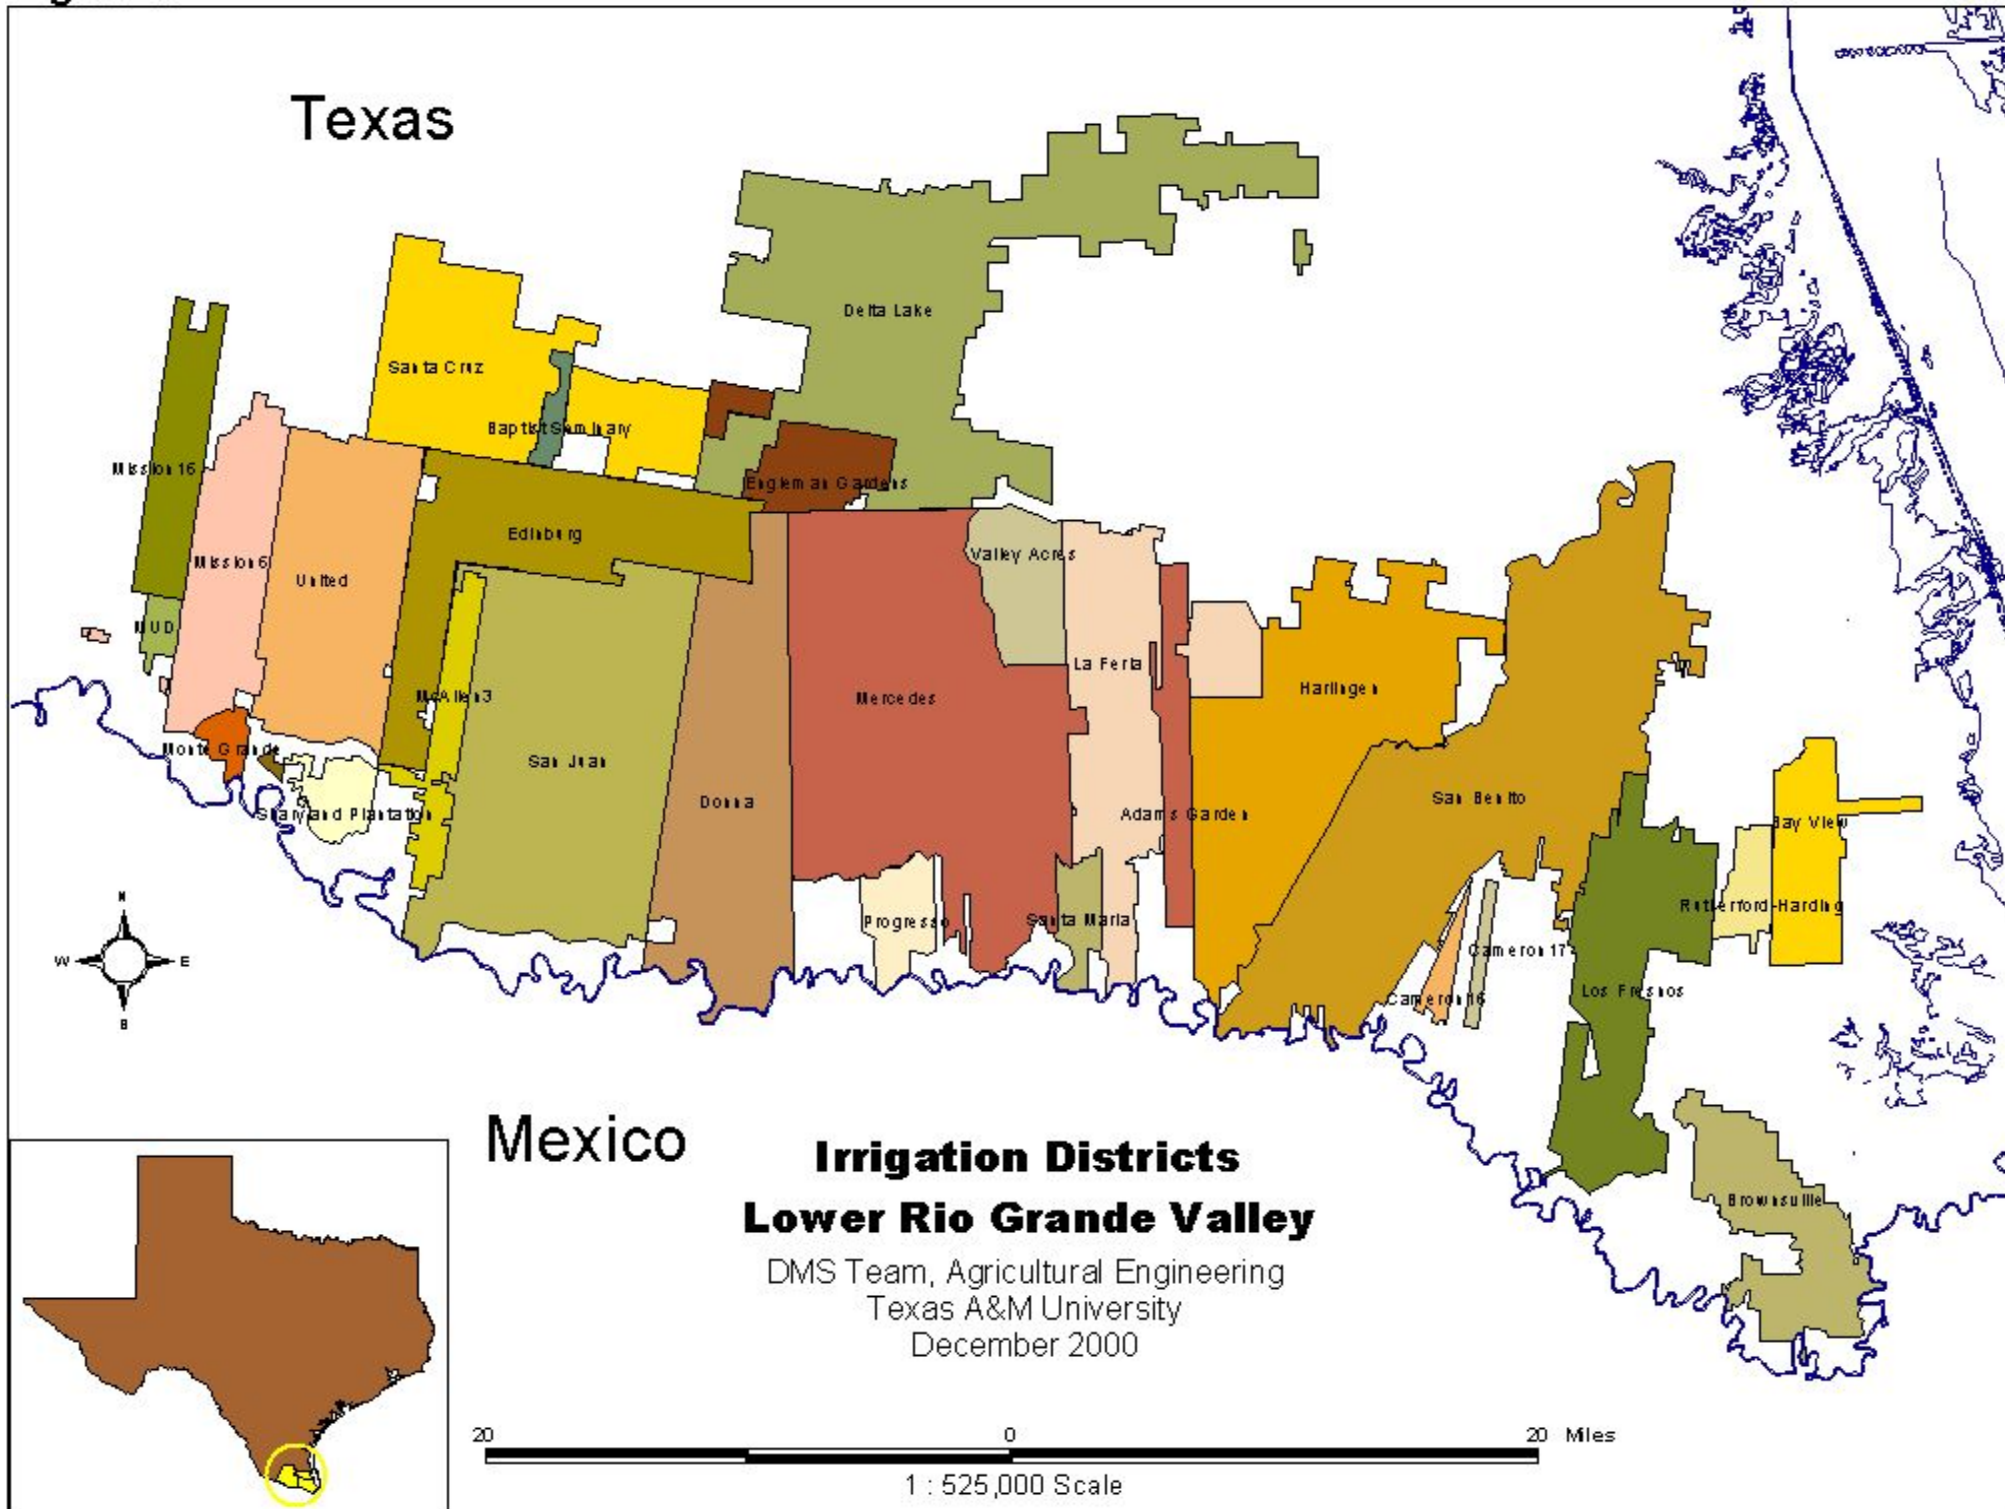 Texas
Delta Lake
Santa Cruz
Baptist Seminary
Mission 16
Engleman Gardens
Edinburg
Valley Acres
Mission 6
United
MUD
La Feria
McAllen 3
Mercedes
Harlingen
Monte Grande
San Juan
Donna
San Benito
Sharyland Plantation
Adams Garden
Bay View
Progresso
Santa Maria
Rutherford-Harding
Cameron 17
Cameron 16
Los Fresnos
Brownsville
N
W
E
S
Mexico
Irrigation Districts
Lower Rio Grande Valley
DMS Team, Agricultural Engineering
Texas A&M University
December 2000
20 0 20 Miles
1 : 525,000 Scale